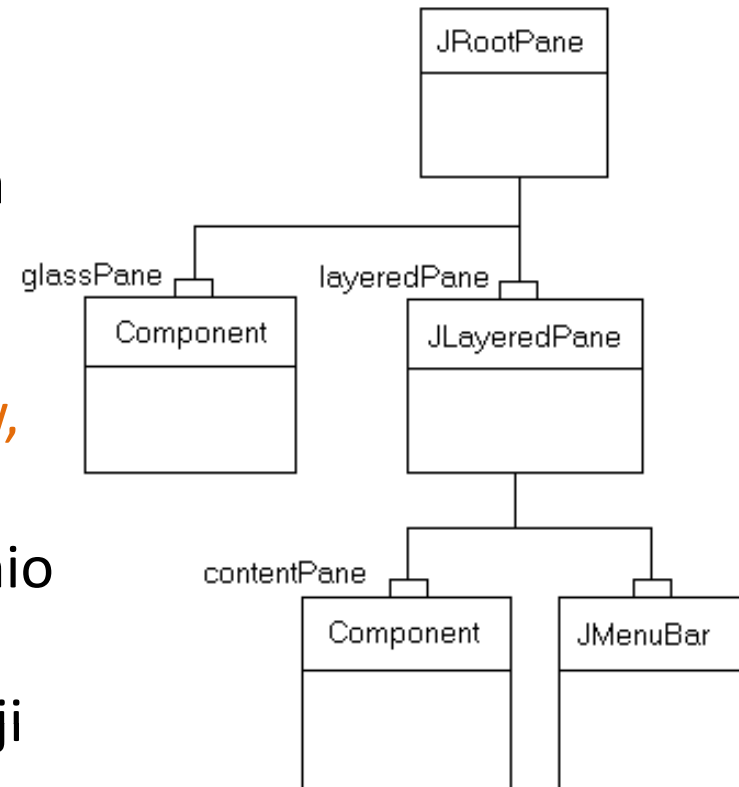 JRootPane
glassPane
layeredPane
Component
JLayeredPane
contentPane
Component
JMenuBar